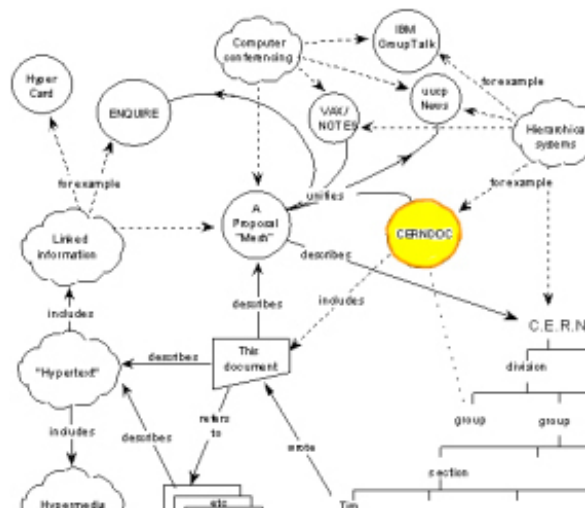 IBM
GroupTalk
Computer
conferencing
Hyper
Card
uucp
News
for example
ENQUIRE
VAX/
NOTES
Hierarchical
systems
for example
unifies
for example
A
Proposal
"Mesh"
CERNDOC
Linked
information
describes
includes
describes
includes
C.E.R.N
This
document
division
describes
"Hypertext"
refers
to
group
group
includes
describes
wrote
section
etc
Hypermedia
Tim